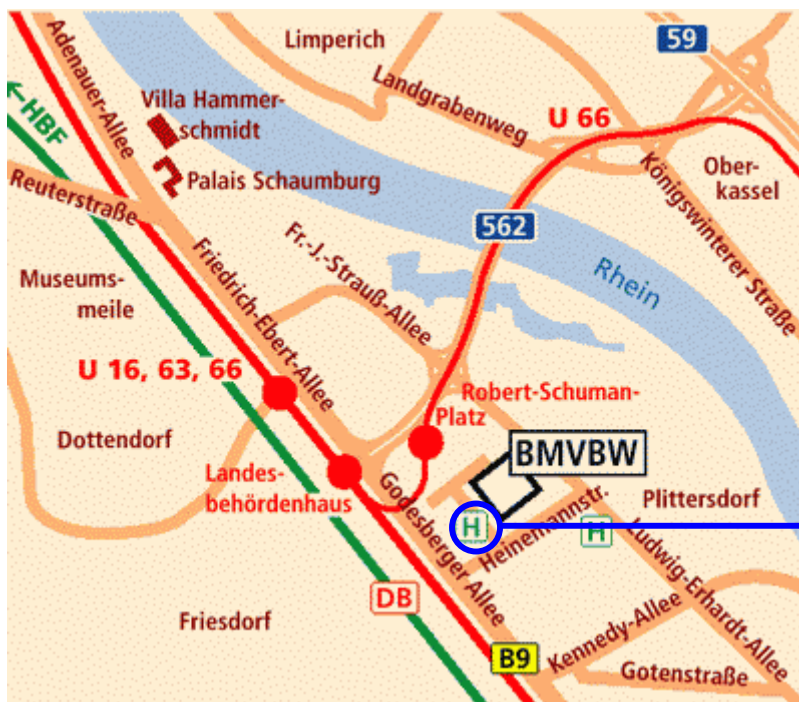 Limperich
59
Adenauer-Allee
Landgrabenweg
Villa Hammer-
schmidt
U 66
←HBF
Ober-
kassel
Palais Schaumburg
Königswinterer Straße
Reuterstraße
562
Fr.-J.-Strauß-Allee
Rhein
Friedrich-Ebert-Allee
Museums-
meile
U 16, 63, 66
Robert-Schuman-
Platz
Dottendorf
BMVBW
Landes-
behördenhaus
Godesberger Allee
Plittersdorf
H
Heinemannstr.
H
Ludwig-Erhardt-Allee
DB
Friesdorf
Kennedy-Allee
B9
Gotenstraße